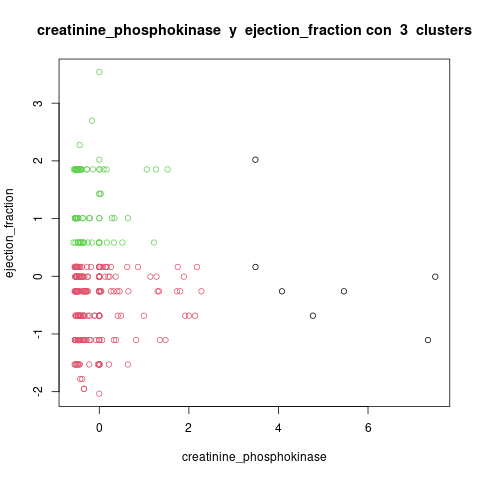 creatinine_phosphokinase y ejection_fraction con 3 clusters
ejection_fraction
3
2
1
0
-1
-2
0 2 4 6
creatinine_phosphokinase